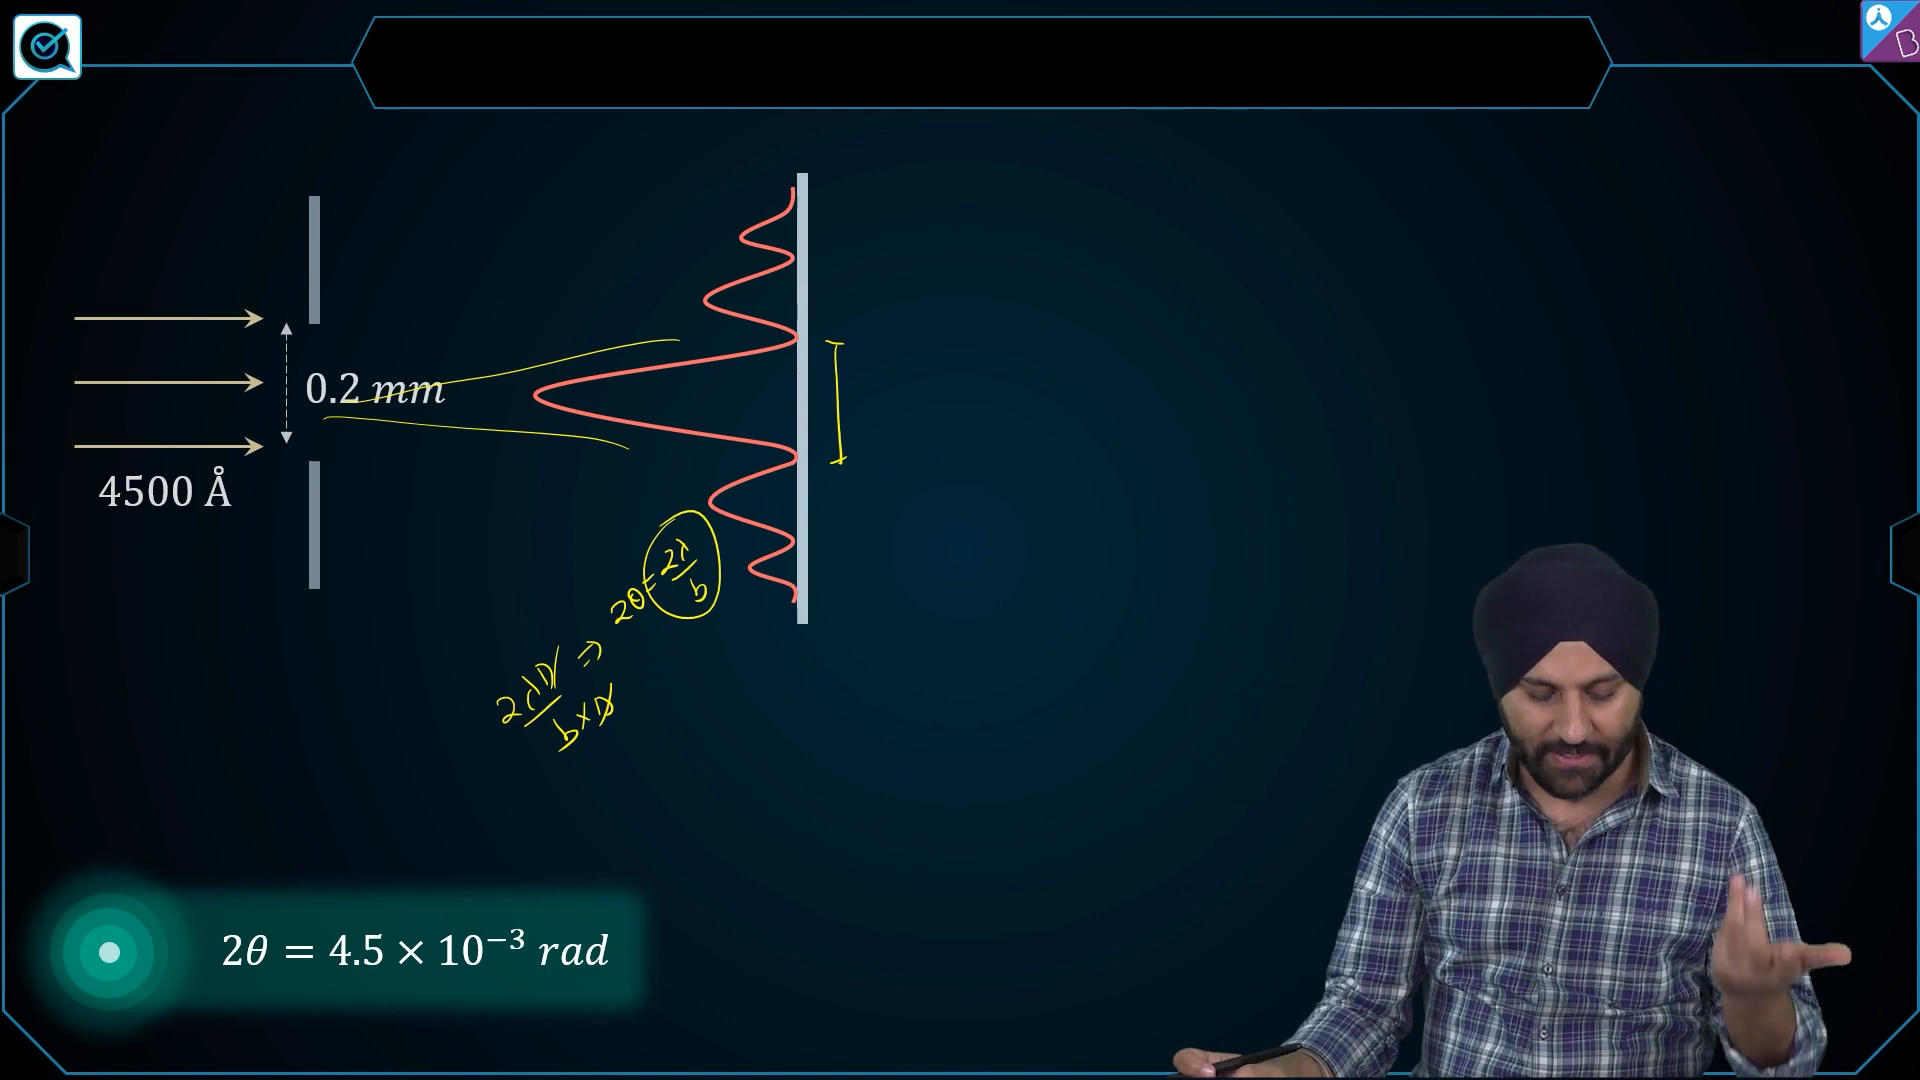 0.2 mm
4500 Å
2θ = 2λ/b
2λD/b×D ⇒
2θ = 4.5 × 10⁻³ rad
B